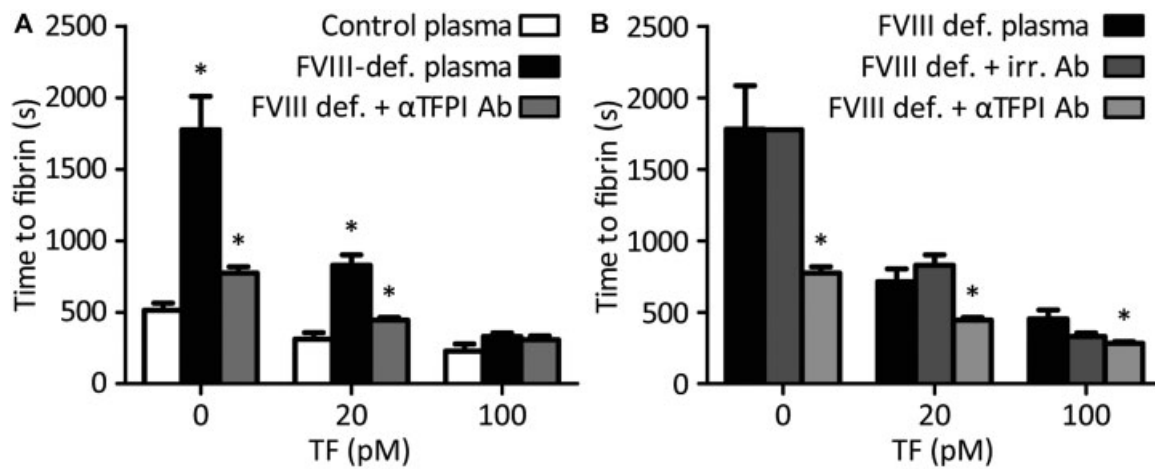 A
Control plasma
FVIII-def. plasma
FVIII def. + αTFPI Ab
Time to fibrin (s)
2500
2000
1500
1000
500
0
*
*
*
*
0 20 100
TF (pM)
B
FVIII def. plasma
FVIII def. + irr. Ab
FVIII def. + αTFPI Ab
Time to fibrin (s)
2500
2000
1500
1000
500
0
*
*
*
0 20 100
TF (pM)